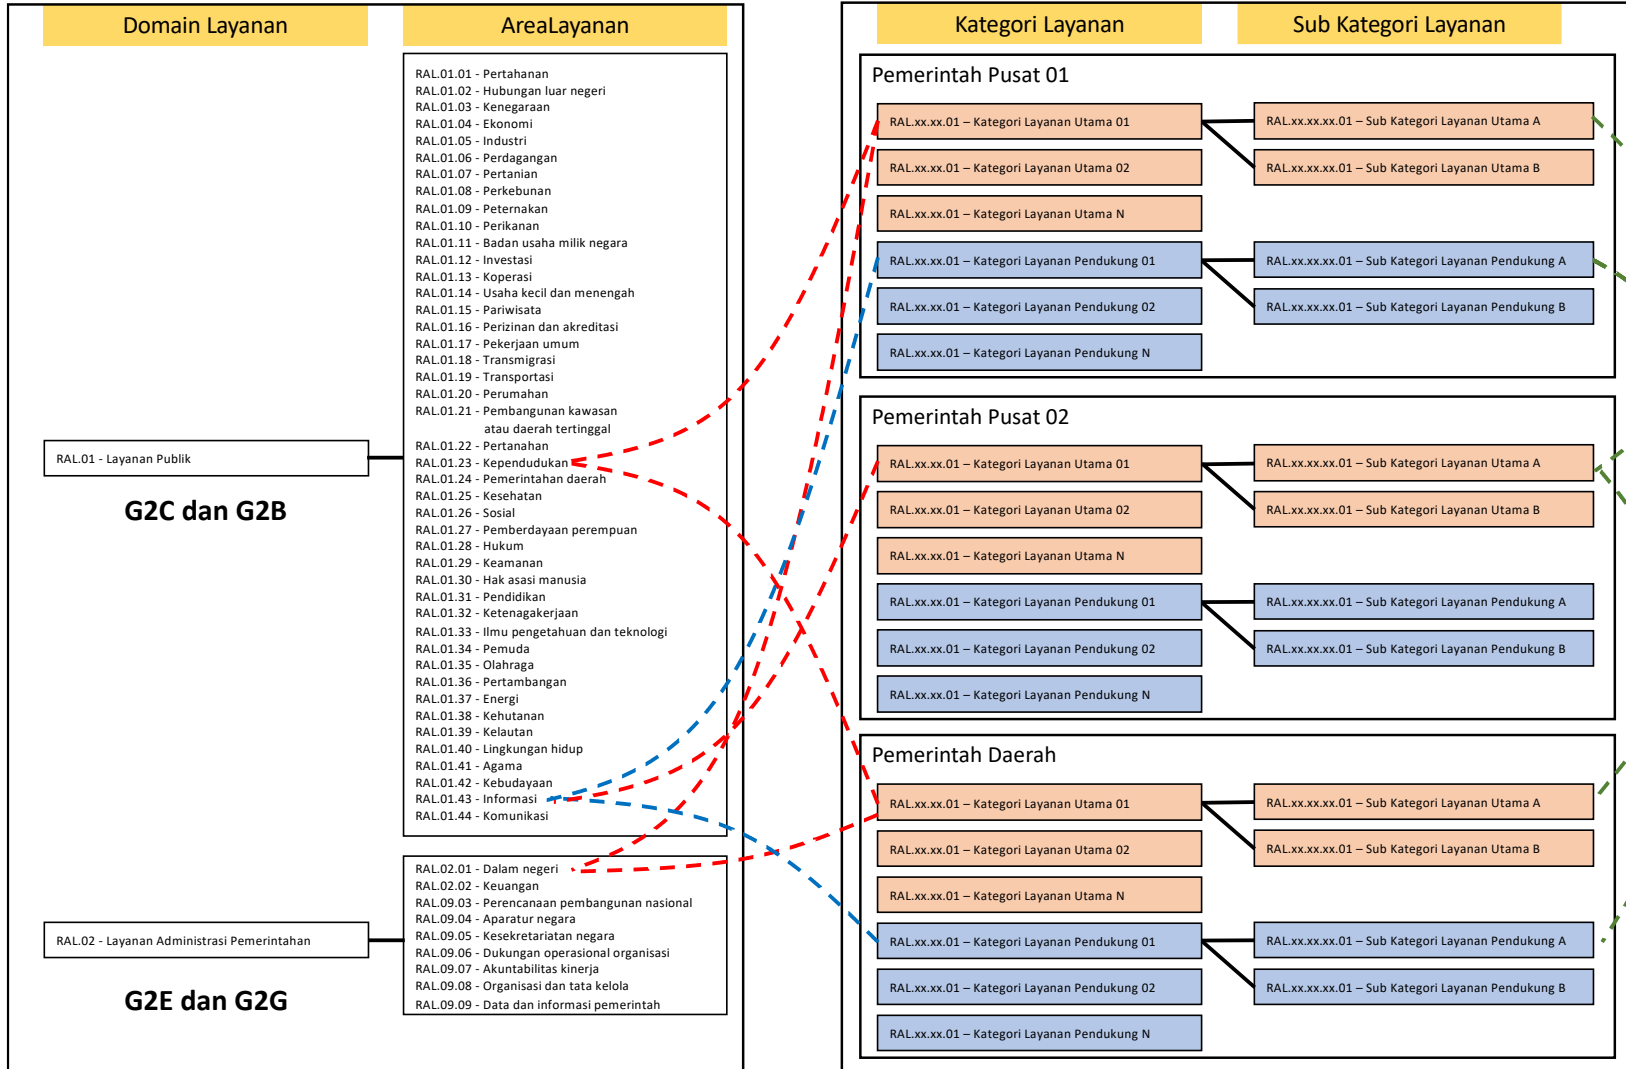 Domain Layanan
AreaLayanan
RAL.01 - Layanan Publik
G2C dan G2B
RAL.01.01 - Pertahanan
RAL.01.02 - Hubungan luar negeri
RAL.01.03 - Kenegaraan
RAL.01.04 - Ekonomi
RAL.01.05 - Industri
RAL.01.06 - Perdagangan
RAL.01.07 - Pertanian
RAL.01.08 - Perkebunan
RAL.01.09 - Peternakan
RAL.01.10 - Perikanan
RAL.01.11 - Badan usaha milik negara
RAL.01.12 - Investasi
RAL.01.13 - Koperasi
RAL.01.14 - Usaha kecil dan menengah
RAL.01.15 - Pariwisata
RAL.01.16 - Perizinan dan akreditasi
RAL.01.17 - Pekerjaan umum
RAL.01.18 - Transmigrasi
RAL.01.19 - Transportasi
RAL.01.20 - Perumahan
RAL.01.21 - Pembangunan kawasan
atau daerah tertinggal
RAL.01.22 - Pertanahan
RAL.01.23 - Kependudukan
RAL.01.24 - Pemerintahan daerah
RAL.01.25 - Kesehatan
RAL.01.26 - Sosial
RAL.01.27 - Pemberdayaan perempuan
RAL.01.28 - Hukum
RAL.01.29 - Keamanan
RAL.01.30 - Hak asasi manusia
RAL.01.31 - Pendidikan
RAL.01.32 - Ketenagakerjaan
RAL.01.33 - Ilmu pengetahuan dan teknologi
RAL.01.34 - Pemuda
RAL.01.35 - Olahraga
RAL.01.36 - Pertambangan
RAL.01.37 - Energi
RAL.01.38 - Kehutanan
RAL.01.39 - Kelautan
RAL.01.40 - Lingkungan hidup
RAL.01.41 - Agama
RAL.01.42 - Kebudayaan
RAL.01.43 - Informasi
RAL.01.44 - Komunikasi
RAL.02 - Layanan Administrasi Pemerintahan
G2E dan G2G
RAL.02.01 - Dalam negeri
RAL.02.02 - Keuangan
RAL.09.03 - Perencanaan pembangunan nasional
RAL.09.04 - Aparatur negara
RAL.09.05 - Kesekretariatan negara
RAL.09.06 - Dukungan operasional organisasi
RAL.09.07 - Akuntabilitas kinerja
RAL.09.08 - Organisasi dan tata kelola
RAL.09.09 - Data dan informasi pemerintah
Kategori Layanan
Sub Kategori Layanan
Pemerintah Pusat 01
RAL.xx.xx.01 – Kategori Layanan Utama 01
RAL.xx.xx.xx.01 – Sub Kategori Layanan Utama A
RAL.xx.xx.01 – Kategori Layanan Utama 02
RAL.xx.xx.xx.01 – Sub Kategori Layanan Utama B
RAL.xx.xx.01 – Kategori Layanan Utama N
RAL.xx.xx.01 – Kategori Layanan Pendukung 01
RAL.xx.xx.xx.01 – Sub Kategori Layanan Pendukung A
RAL.xx.xx.01 – Kategori Layanan Pendukung 02
RAL.xx.xx.xx.01 – Sub Kategori Layanan Pendukung B
RAL.xx.xx.01 – Kategori Layanan Pendukung N
Pemerintah Pusat 02
RAL.xx.xx.01 – Kategori Layanan Utama 01
RAL.xx.xx.xx.01 – Sub Kategori Layanan Utama A
RAL.xx.xx.01 – Kategori Layanan Utama 02
RAL.xx.xx.xx.01 – Sub Kategori Layanan Utama B
RAL.xx.xx.01 – Kategori Layanan Utama N
RAL.xx.xx.01 – Kategori Layanan Pendukung 01
RAL.xx.xx.xx.01 – Sub Kategori Layanan Pendukung A
RAL.xx.xx.01 – Kategori Layanan Pendukung 02
RAL.xx.xx.xx.01 – Sub Kategori Layanan Pendukung B
RAL.xx.xx.01 – Kategori Layanan Pendukung N
Pemerintah Daerah
RAL.xx.xx.01 – Kategori Layanan Utama 01
RAL.xx.xx.xx.01 – Sub Kategori Layanan Utama A
RAL.xx.xx.01 – Kategori Layanan Utama 02
RAL.xx.xx.xx.01 – Sub Kategori Layanan Utama B
RAL.xx.xx.01 – Kategori Layanan Utama N
RAL.xx.xx.01 – Kategori Layanan Pendukung 01
RAL.xx.xx.xx.01 – Sub Kategori Layanan Pendukung A
RAL.xx.xx.01 – Kategori Layanan Pendukung 02
RAL.xx.xx.xx.01 – Sub Kategori Layanan Pendukung B
RAL.xx.xx.01 – Kategori Layanan Pendukung N